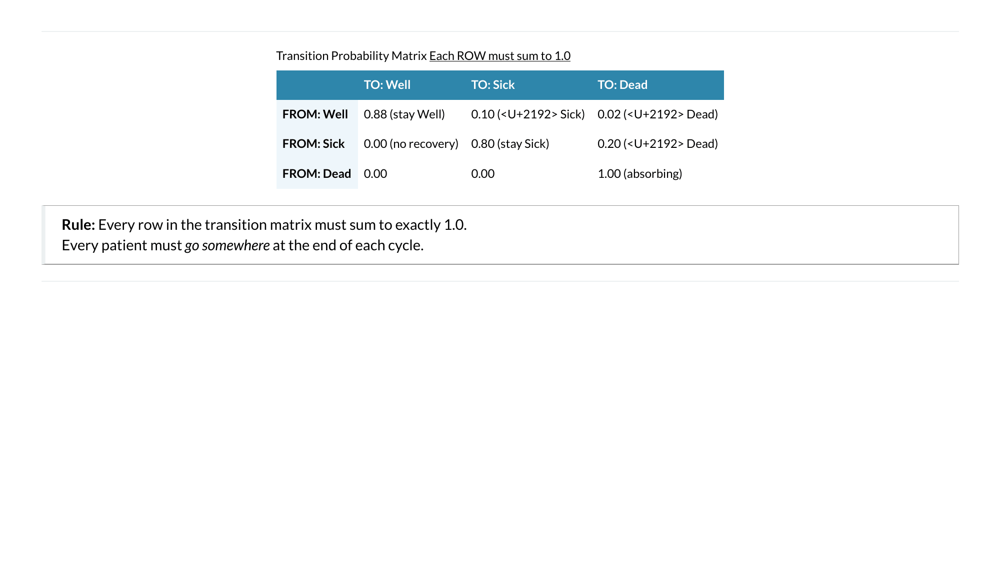 Transition Probability Matrix Each ROW must sum to 1.0
TO: Well TO: Sick TO: Dead
FROM: Well 0.88 (stay Well) 0.10 (<U+2192> Sick) 0.02 (<U+2192> Dead)
FROM: Sick 0.00 (no recovery) 0.80 (stay Sick) 0.20 (<U+2192> Dead)
FROM: Dead 0.00 0.00 1.00 (absorbing)
Rule: Every row in the transition matrix must sum to exactly 1.0.
Every patient must go somewhere at the end of each cycle.